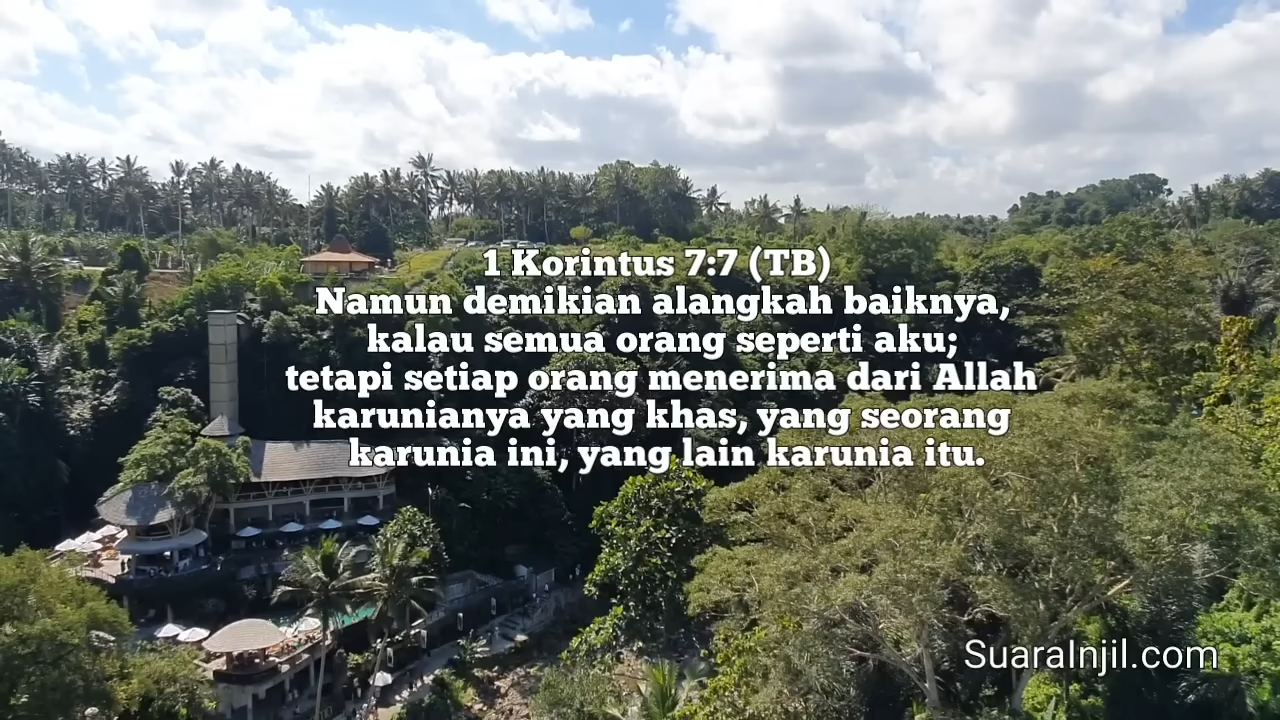 1 Korintus 7:7 (TB)
Namun demikian alangkah baiknya,
kalau semua orang seperti aku;
tetapi setiap orang menerima dari Allah
karunianya yang khas, yang seorang
karunia ini, yang lain karunia itu.
SuaraInjil.com